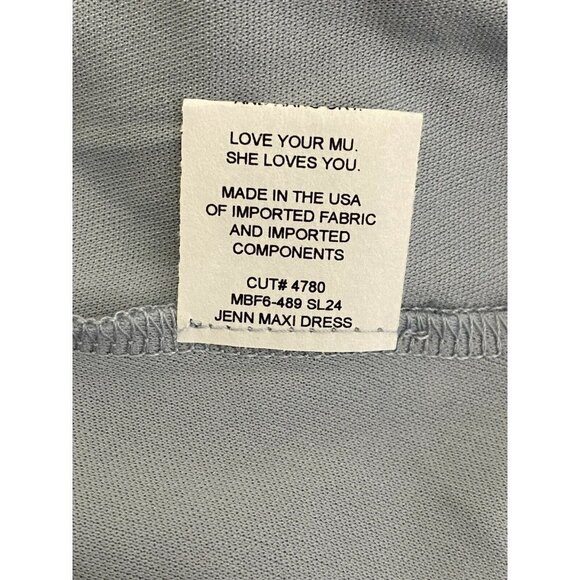 LOVE YOUR MU.
SHE LOVES YOU.
MADE IN THE USA
OF IMPORTED FABRIC
AND IMPORTED
COMPONENTS
CUT# 4780
MBF6-489 SL24
JENN MAXI DRESS